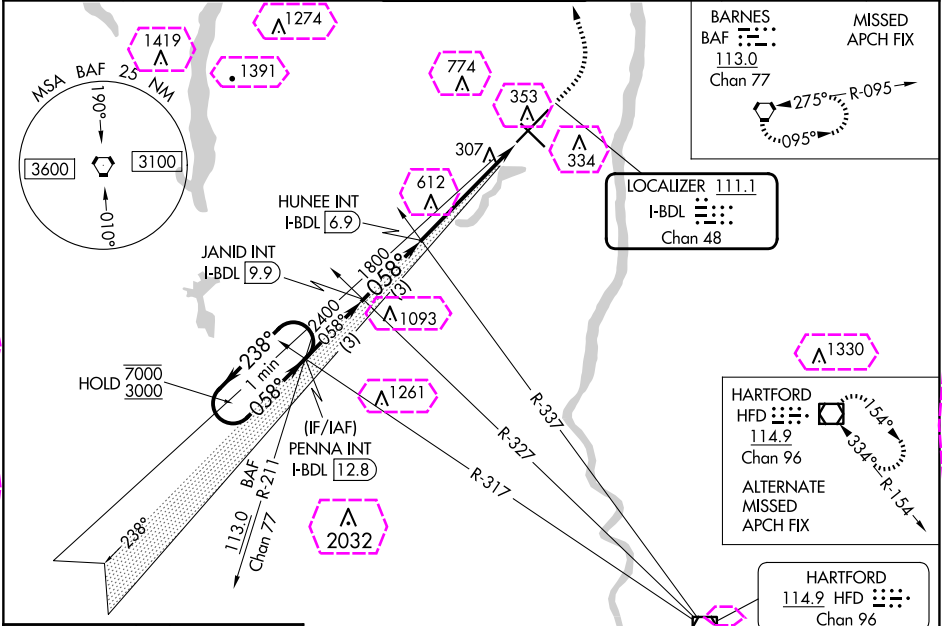 1274
1419
1391
MSA BAF 25 NM
190°
3600
3100
010°
774
353
334
307
612
BARNES
BAF
113.0
Chan 77
MISSED
APCH FIX
275°
R-095
095°
LOCALIZER 111.1
I-BDL
Chan 48
HUNEE INT
I-BDL 6.9
JANID INT
I-BDL 9.9
1800
058°
(3)
2400
058°
(3)
1093
238°
1 min
058°
HOLD 7000
3000
1261
(IF/IAF)
PENNA INT
I-BDL 12.8
BAF
R-211
113.0
Chan 77
238°
2032
R-337
R-327
R-317
1330
HARTFORD
HFD
114.9
Chan 96
ALTERNATE
MISSED
APCH FIX
154°
334°
R-154
HARTFORD
114.9 HFD
Chan 96